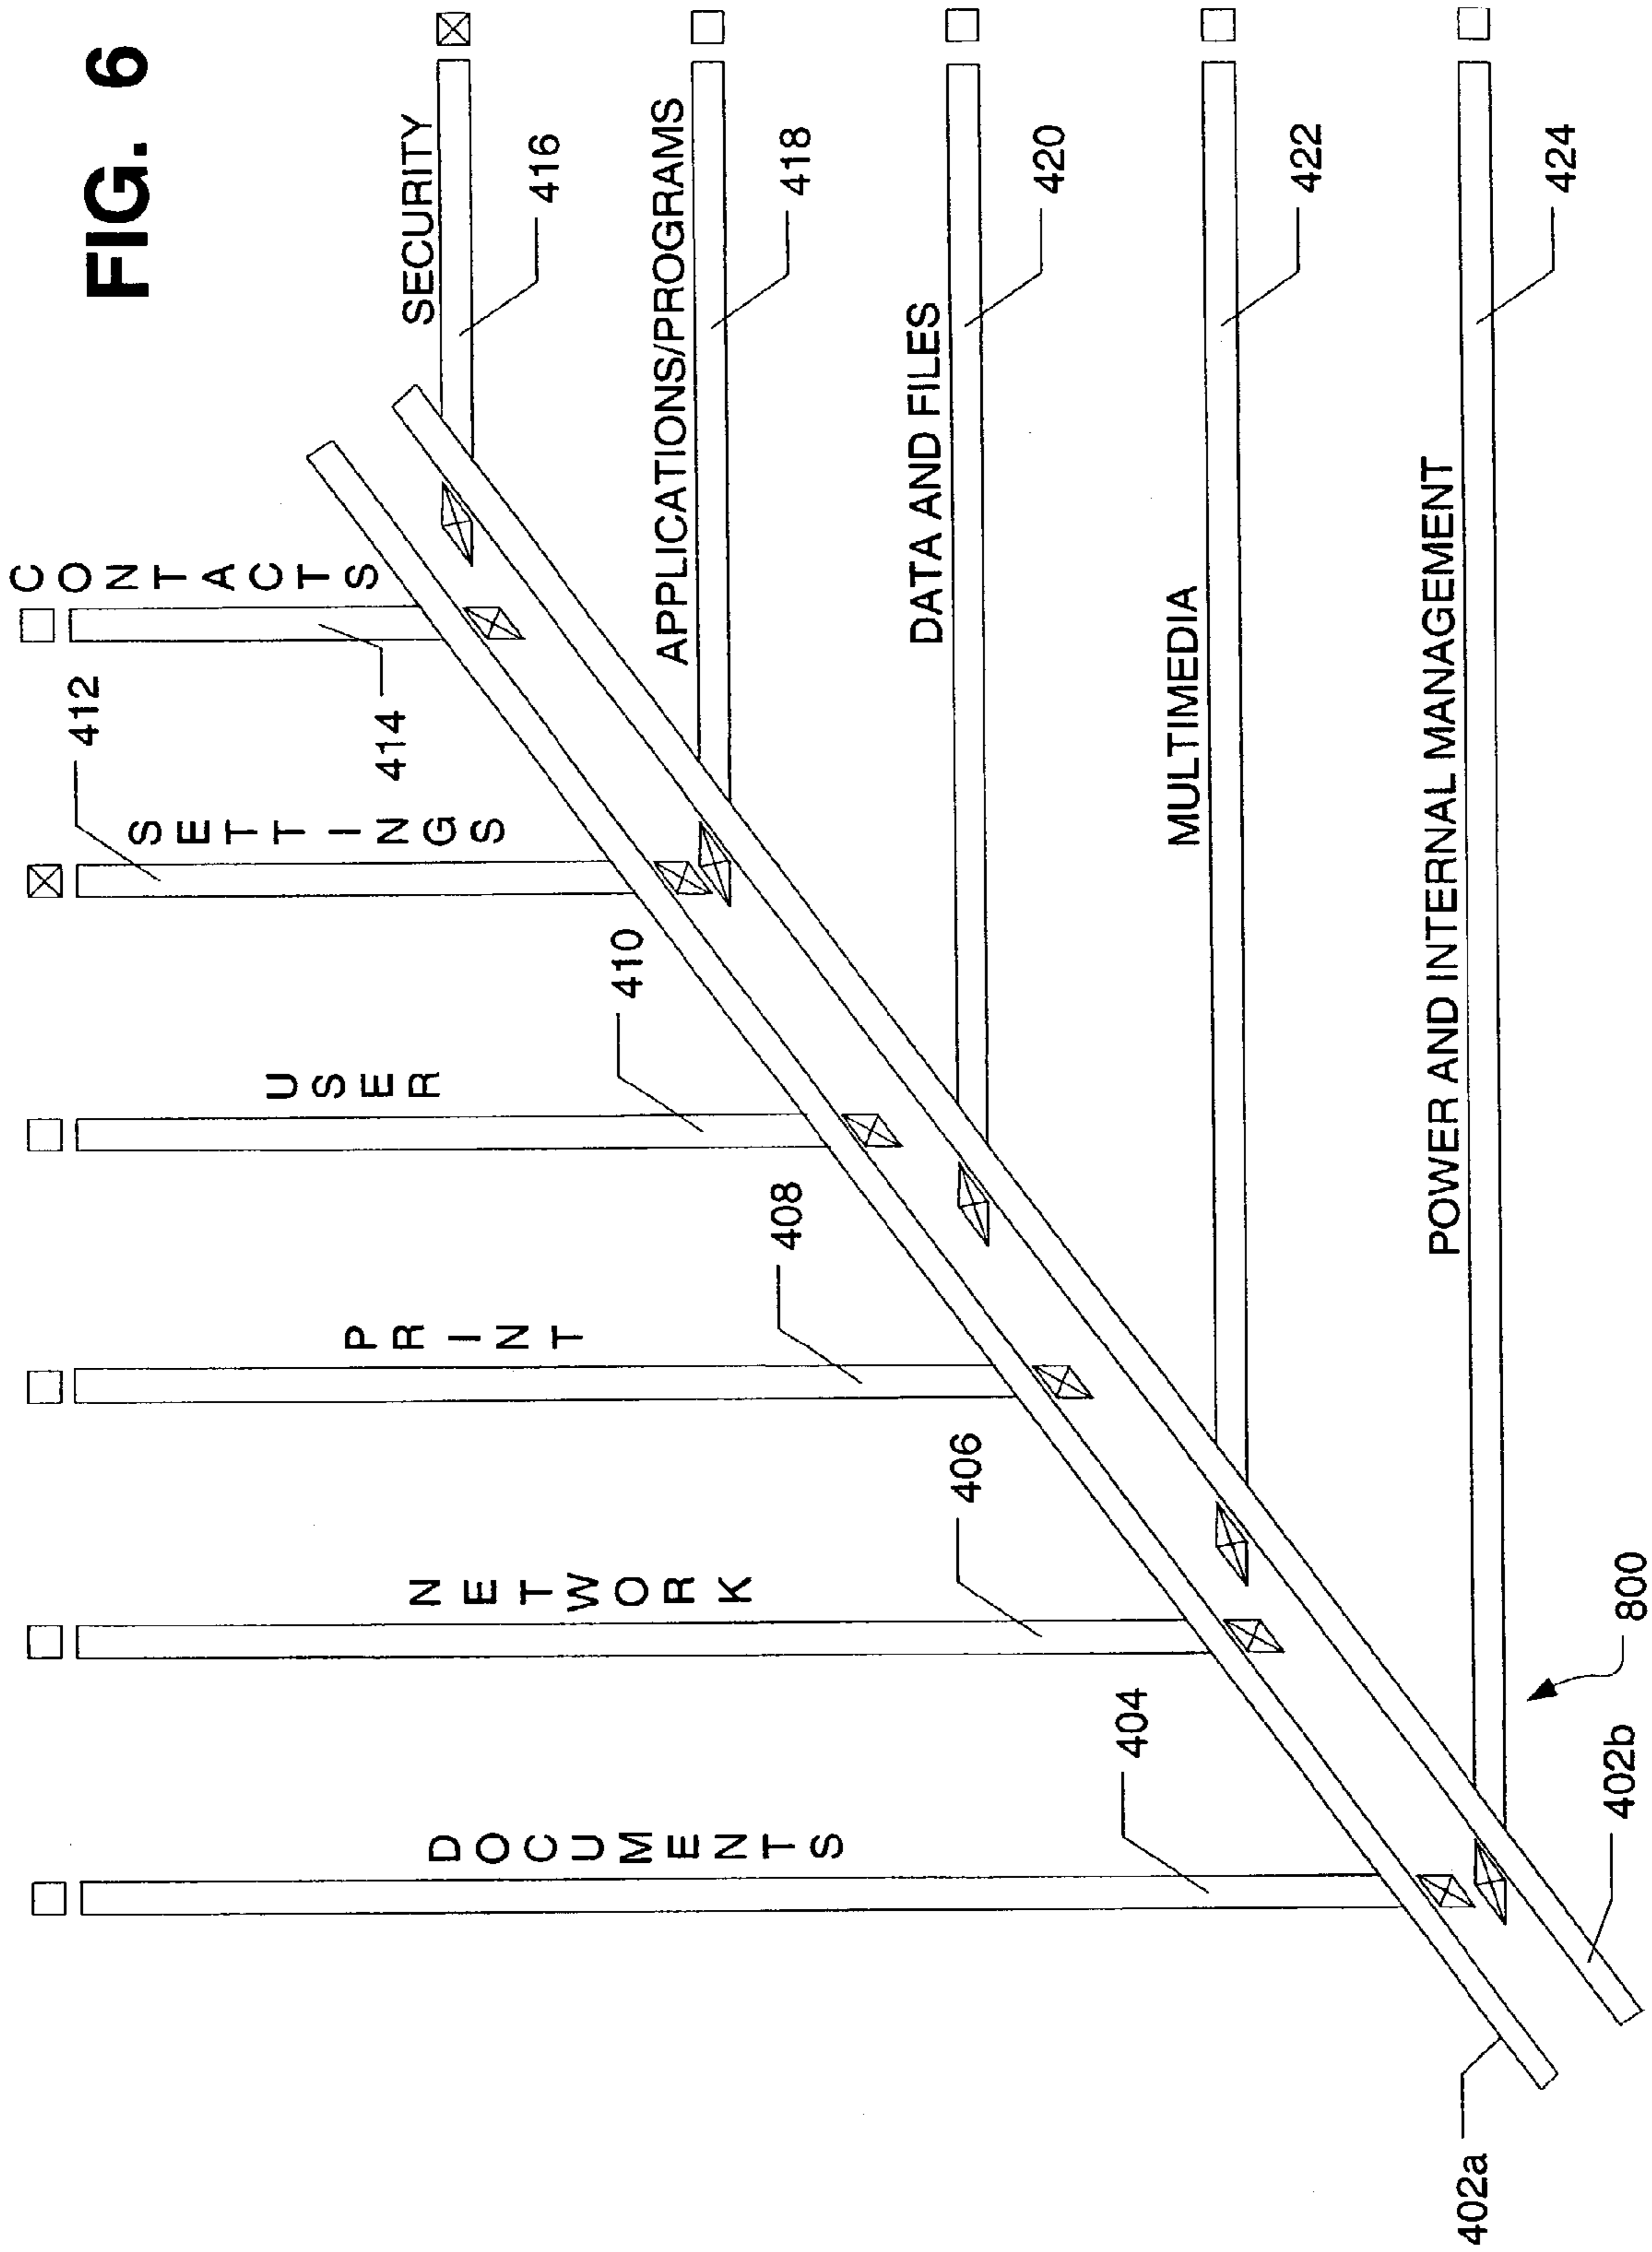 FIG. 6
CONTACTS
SETTINGS
USER
PRINT
NETWORK
DOCUMENTS
412
414
410
408
406
404
SECURITY
416
APPLICATIONS/PROGRAMS
418
DATA AND FILES
420
MULTIMEDIA
422
POWER AND INTERNAL MANAGEMENT
424
800
402b
402a